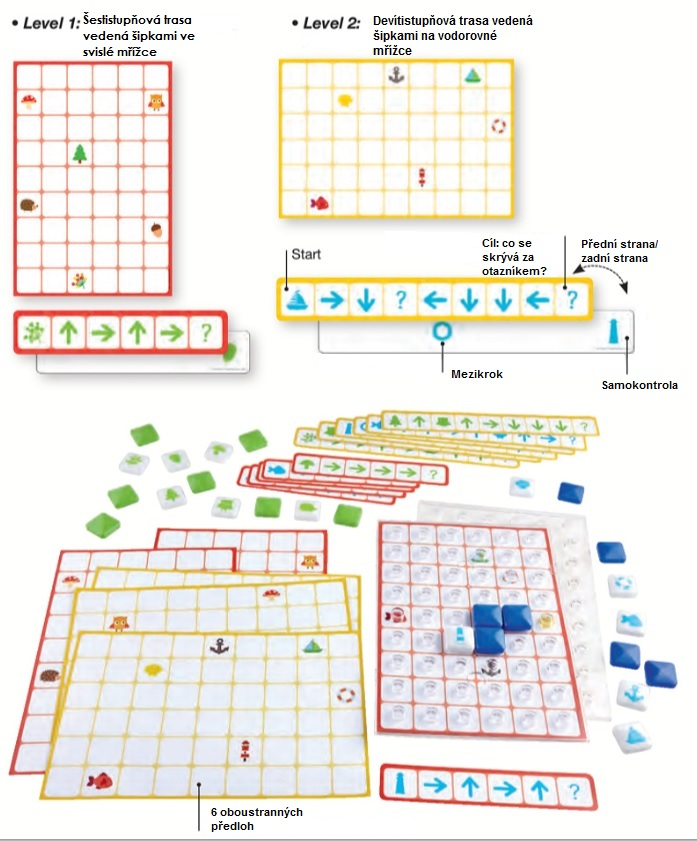 • Level 1: Šestistupňová trasa
vedená šipkami ve
svislé mřížce
• Level 2: Devítistupňová trasa vedená
šipkami na vodorovné
mřížce
Start
Cíl: co se
skrývá za
otazníkem?
Přední strana/
zadní strana
?
?
?
Mezikrok
Samokontrola
?
?
?
?
6 oboustranných
předloh